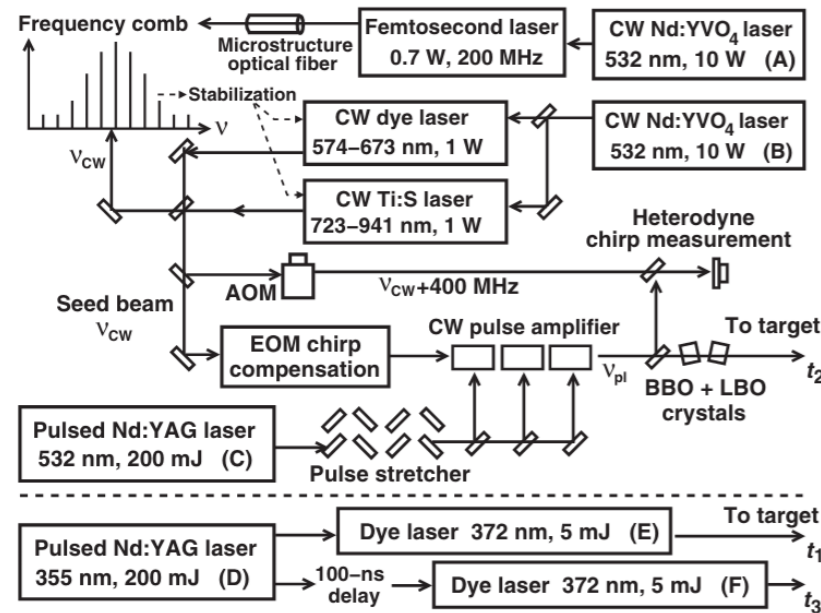 Frequency comb
Microstructure
optical fiber
Femtosecond laser
0.7 W, 200 MHz
CW Nd:YVO4 laser
532 nm, 10 W (A)
Stabilization
ν
νCW
CW dye laser
574–673 nm, 1 W
CW Nd:YVO4 laser
532 nm, 10 W (B)
CW Ti:S laser
723–941 nm, 1 W
Heterodyne
chirp measurement
AOM
νCW+400 MHz
Seed beam
νCW
EOM chirp
compensation
CW pulse amplifier
νpl
To target
t2
BBO + LBO
crystals
Pulsed Nd:YAG laser
532 nm, 200 mJ (C)
Pulse stretcher
Pulsed Nd:YAG laser
355 nm, 200 mJ (D)
Dye laser 372 nm, 5 mJ (E)
To target
t1
100–ns
delay
Dye laser 372 nm, 5 mJ (F)
t3